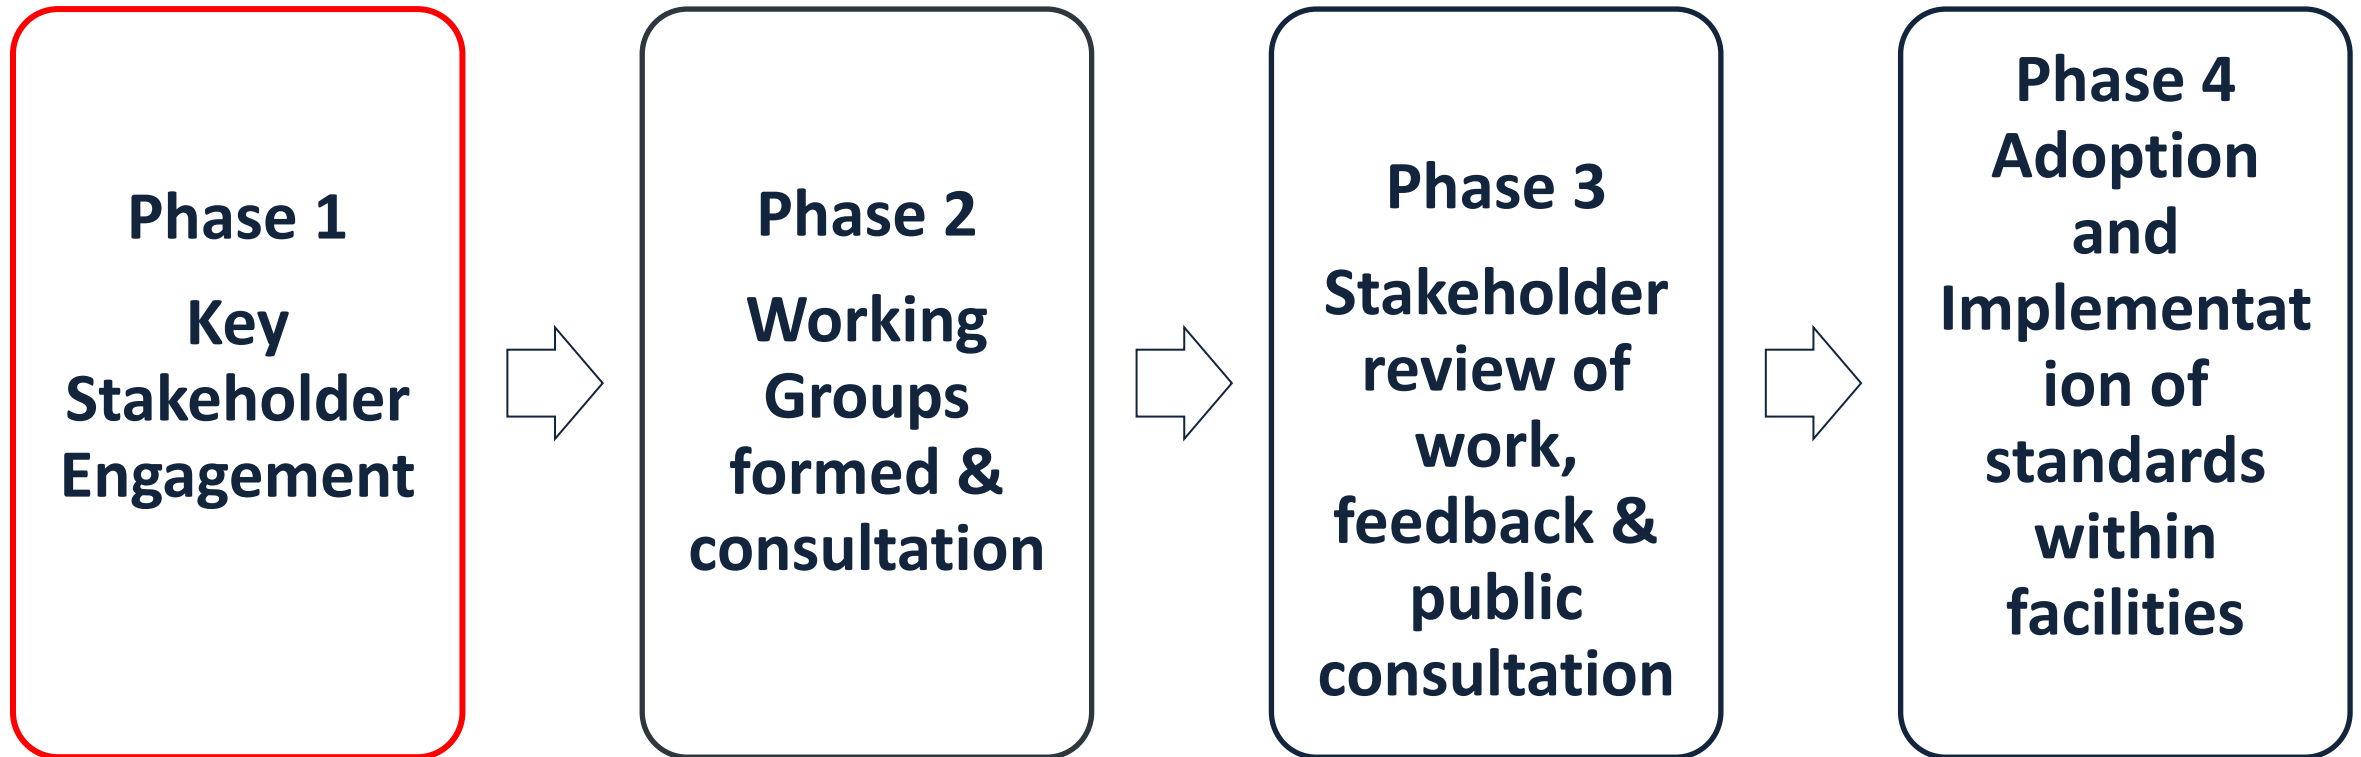 Phase 1
Key
Stakeholder
Engagement
Phase 2
Working
Groups
formed &
consultation
Phase 3
Stakeholder
review of
work,
feedback &
public
consultation
Phase 4
Adoption
and
Implementat
ion of
standards
within
facilities